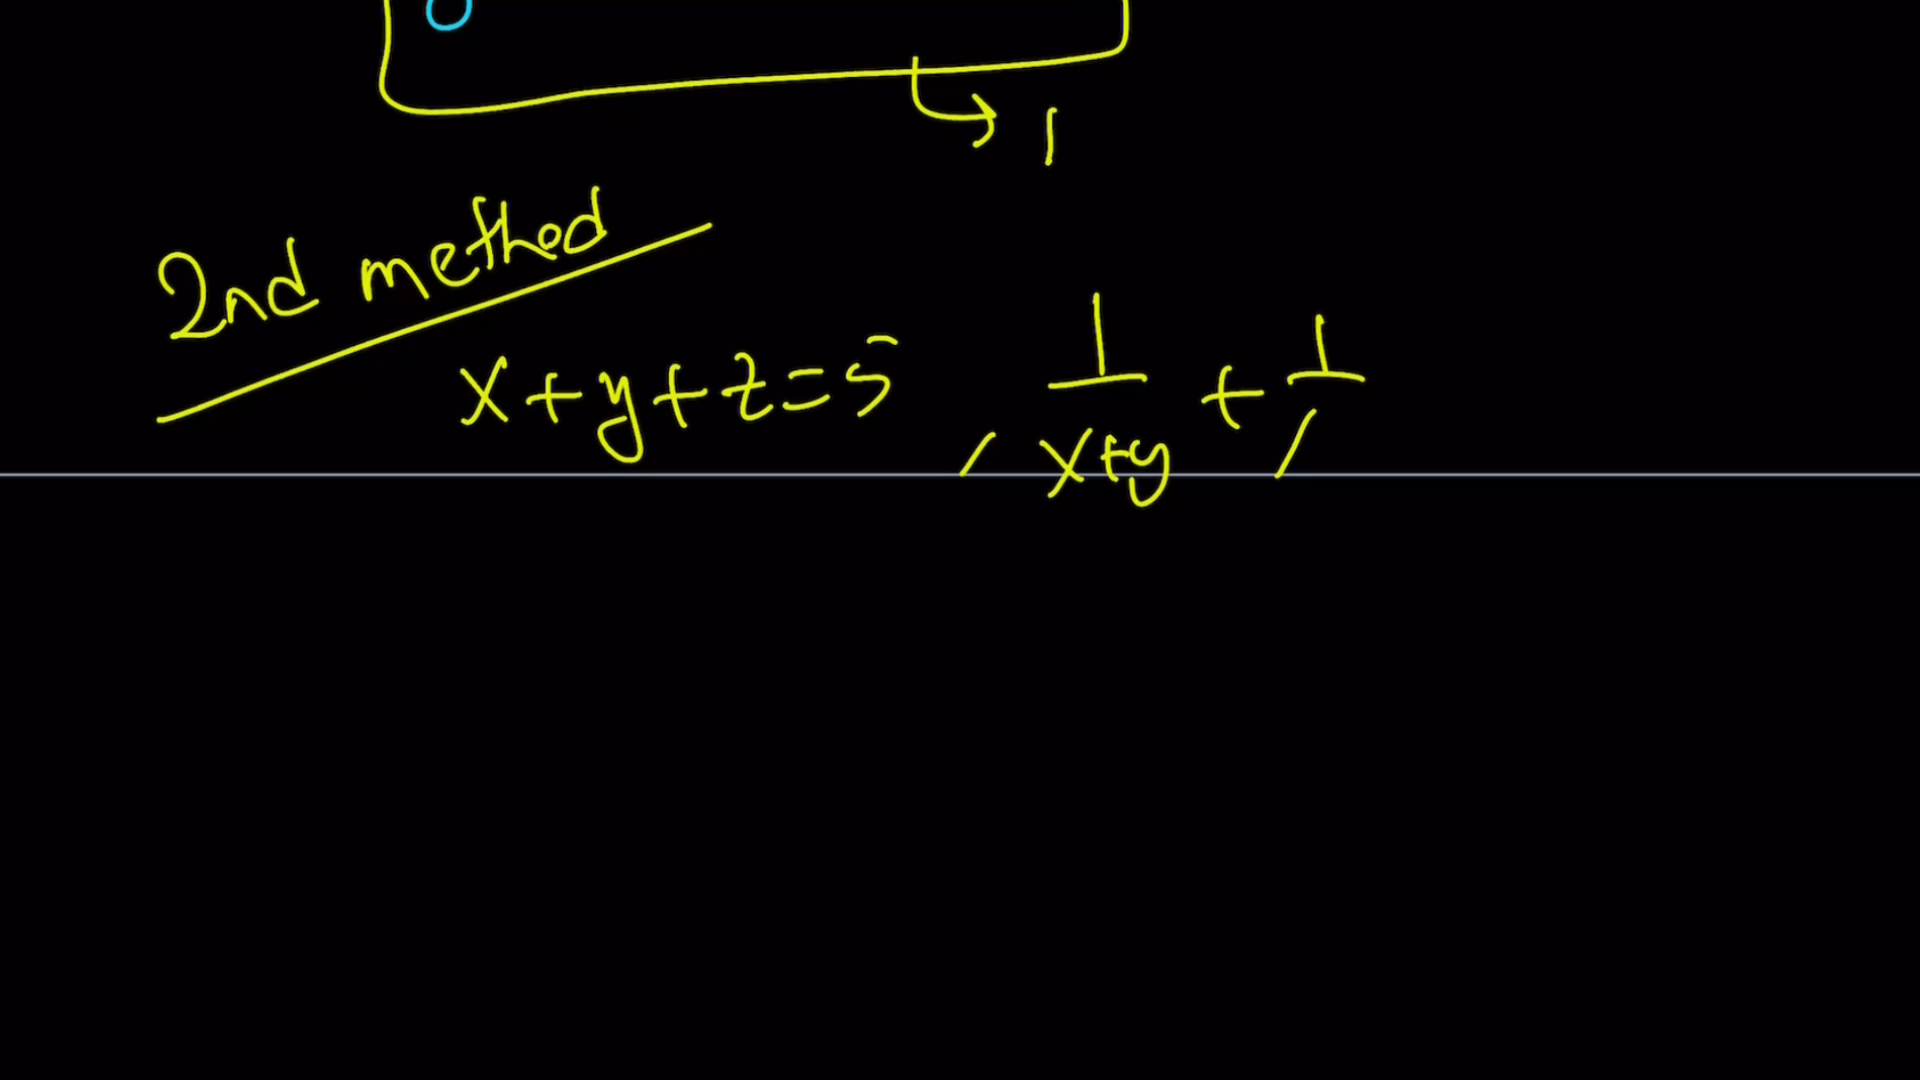 1
2nd method
x+y+z=5, 1/x+y + 1/